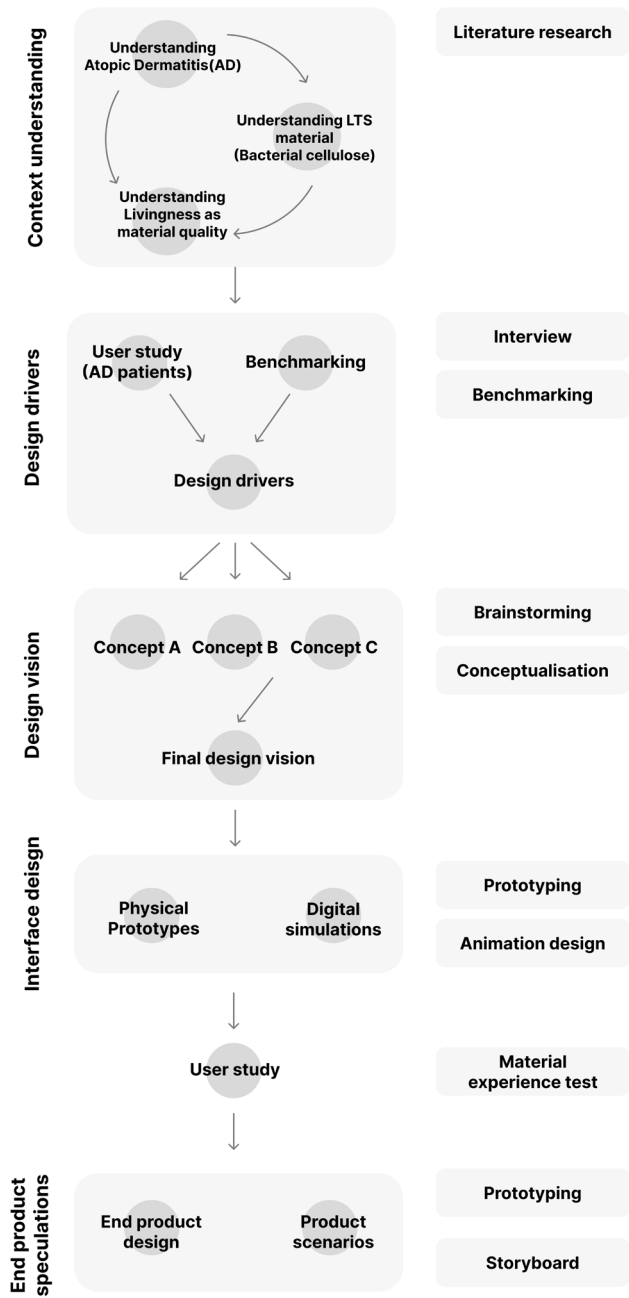 Context understanding
Understanding
Atopic Dermatitis(AD)
Understanding LTS
material
(Bacterial cellulose)
Understanding
Livingness as
material quality
Literature research
Design drivers
User study
(AD patients)
Benchmarking
Design drivers
Interview
Benchmarking
Design vision
Concept A
Concept B
Concept C
Final design vision
Brainstorming
Conceptualisation
Interface deisgn
Physical
Prototypes
Digital
simulations
Prototyping
Animation design
User study
Material
experience test
End product
speculations
End product
design
Product
scenarios
Prototyping
Storyboard